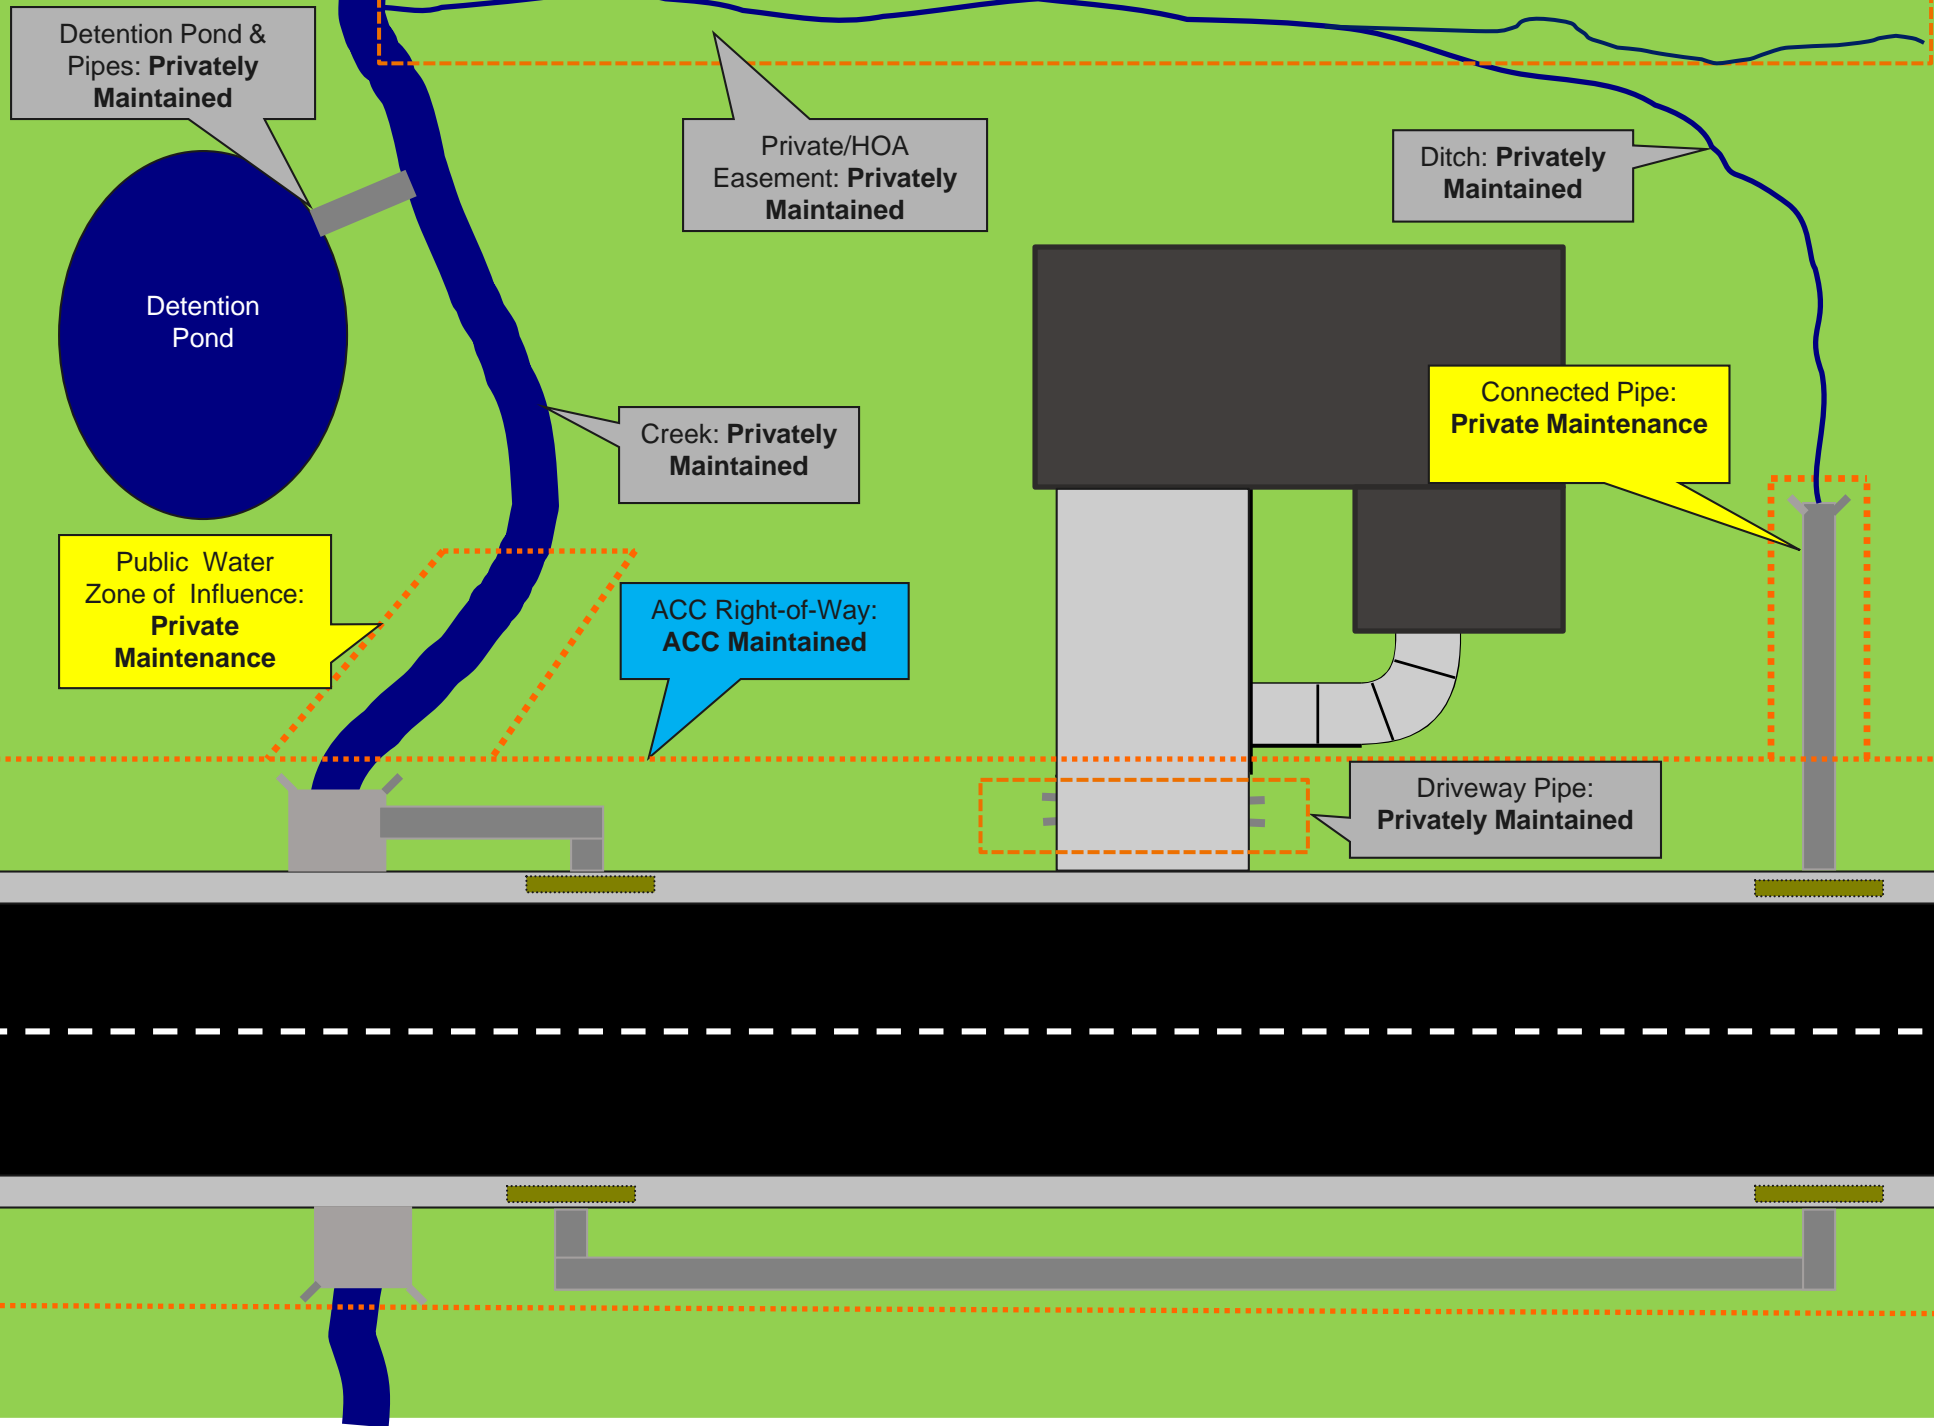 Detention Pond &
Pipes: Privately
Maintained
Private/HOA
Easement: Privately
Maintained
Ditch: Privately
Maintained
Detention
Pond
Connected Pipe:
Private Maintenance
Creek: Privately
Maintained
Public Water
Zone of Influence:
Private
Maintenance
ACC Right-of-Way:
ACC Maintained
Driveway Pipe:
Privately Maintained